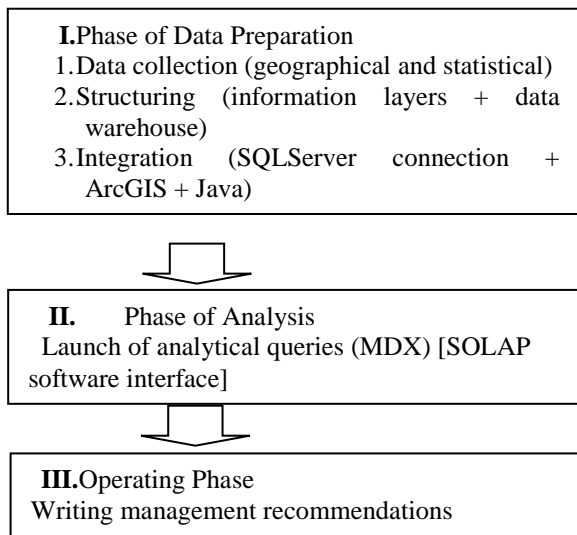 I.Phase of Data Preparation
1.Data collection (geographical and statistical)
2.Structuring (information layers + data
warehouse)
3.Integration (SQLServer connection +
ArcGIS + Java)
II. Phase of Analysis
Launch of analytical queries (MDX) [SOLAP
software interface]
III.Operating Phase
Writing management recommendations